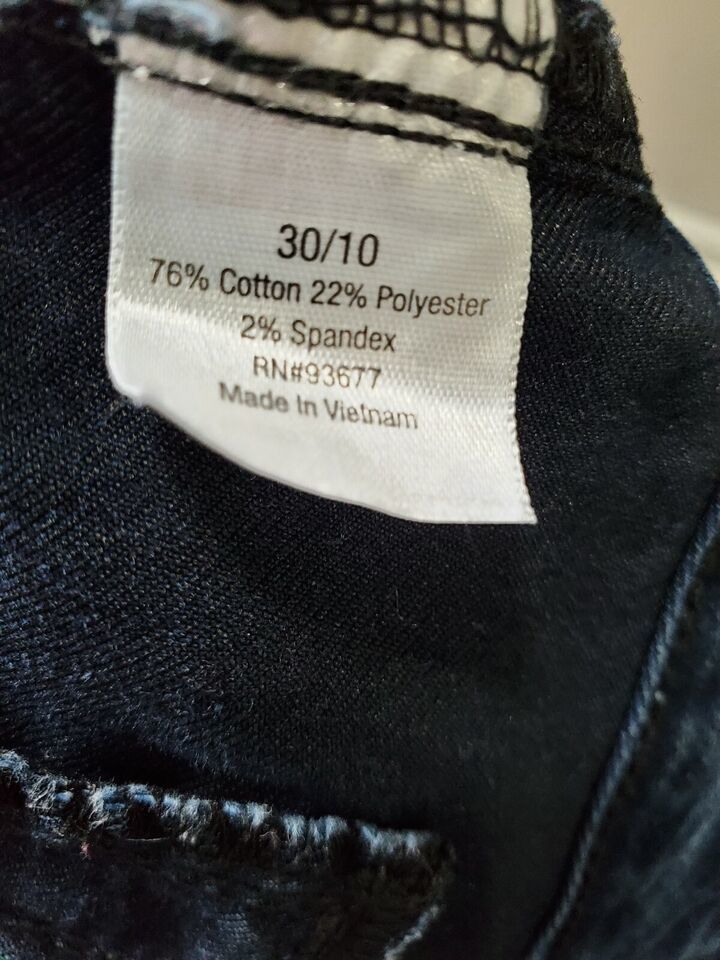 30/10
76% Cotton 22% Polyester
2% Spandex
RN#93677
Made In Vietnam